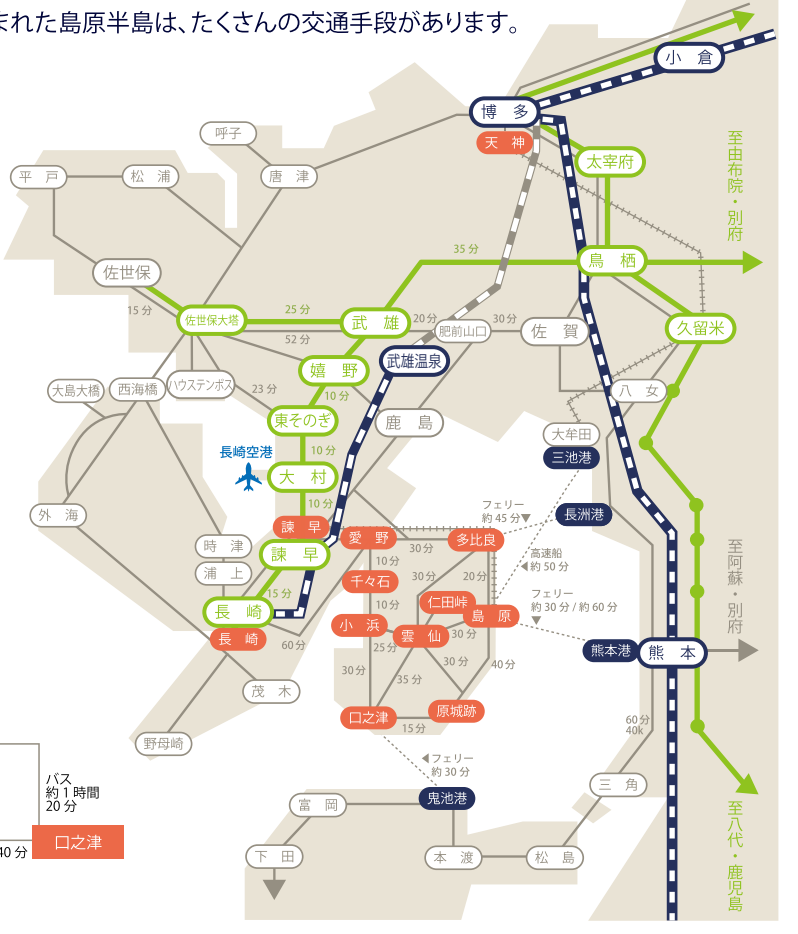 まれた島原半島は、たくさんの交通手段があります。
小 倉
博 多
天 神
呼子
太宰府
至由布院・別府
平 戸
松 浦
唐 津
35分
鳥 栖
佐世保
15分
佐世保大塔
25分
武 雄
20分
肥前山口
30分
佐 賀
久留米
52分
武雄温泉
嬉 野
大島大橋
西海橋
ハウステンボス
23分
10分
八 女
東そのぎ
鹿 島
大牟田
長崎空港
10分
三池港
大 村
10分
フェリー
約45分
長洲港
外 海
諫 早
愛 野
30分
多比良
時 津
諫 早
10分
高速船
約50分
至阿蘇・別府
浦 上
15分
千々石
30分
20分
フェリー
約30分/約60分
長 崎
10分
仁田峠
島 原
長 崎
小 浜
雲 仙
30分
60分
25分
熊本港
熊 本
30分
35分
30分
40分
茂 木
口之津
原城跡
15分
60分
40k
野母崎
フェリー
約30分
バス
約1時間
20分
鬼池港
三 角
富 岡
至八代・鹿児島
口之津
40分
下 田
本 渡
松 島